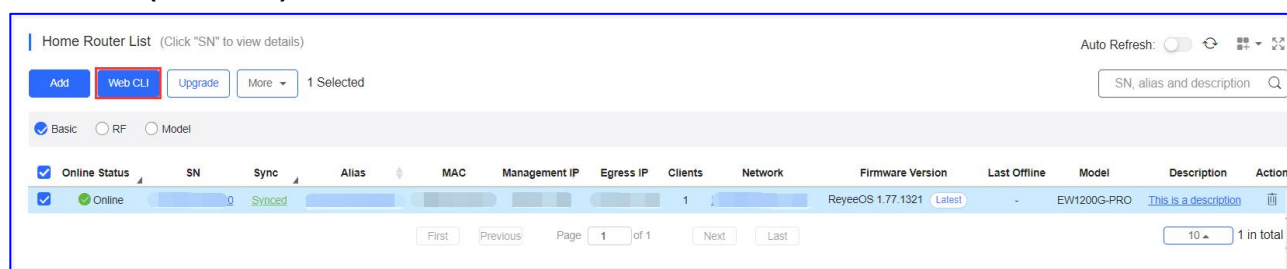 Home Router List (Click "SN" to view details) Auto Refresh:
Add Web CLI Upgrade More 1 Selected SN, alias and description
Basic RF Model
Online Status SN Sync Alias MAC Management IP Egress IP Clients Network Firmware Version Last Offline Model Description Action
Online 0 Synced 1 ReyeeOS 1.77.1321 Latest - EW1200G-PRO This is a description
First Previous Page 1 of 1 Next Last 10 1 in total